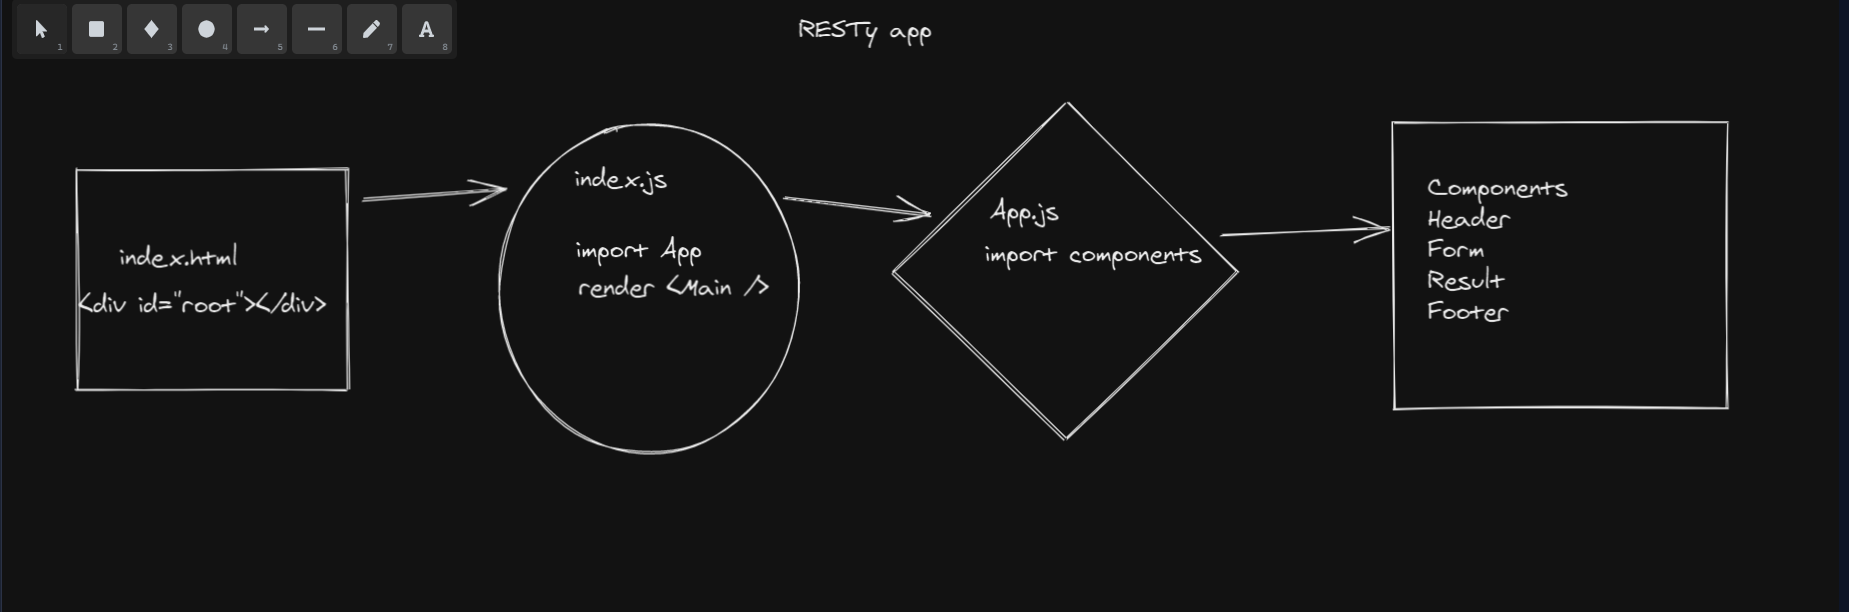 1
2
3
4
5
6
7
A
8
RESTy app
index.html
<div id="root"></div>
index.js
import App
render <Main />
App.js
import components
Components
Header
Form
Result
Footer